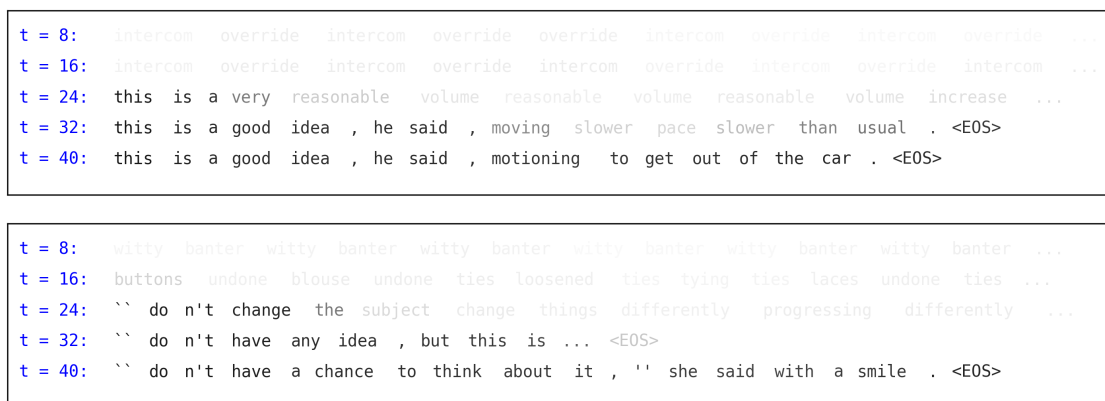 t = 8: intercom override intercom override override intercom override intercom override ...
t = 16: intercom override intercom override intercom override intercom override intercom ...
t = 24: this is a very reasonable volume reasonable volume reasonable volume increase ...
t = 32: this is a good idea , he said , moving slower pace slower than usual . <EOS>
t = 40: this is a good idea , he said , motioning to get out of the car . <EOS>
t = 8: witty banter witty banter witty banter witty banter witty banter witty banter ...
t = 16: buttons undone blouse undone ties loosened ties tying ties laces undone ties ...
t = 24: `` do n't change the subject change things differently progressing differently ...
t = 32: `` do n't have any idea , but this is ... <EOS>
t = 40: `` do n't have a chance to think about it , '' she said with a smile . <EOS>